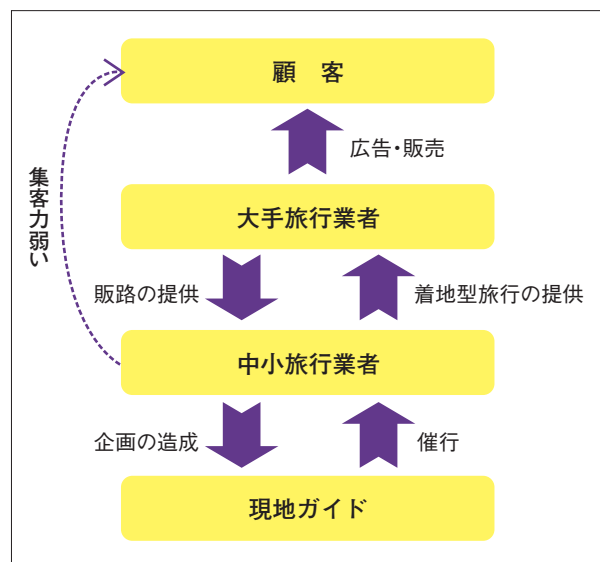 顧　客
広告・販売
集客力弱い
大手旅行業者
販路の提供
着地型旅行の提供
中小旅行業者
企画の造成
催行
現地ガイド